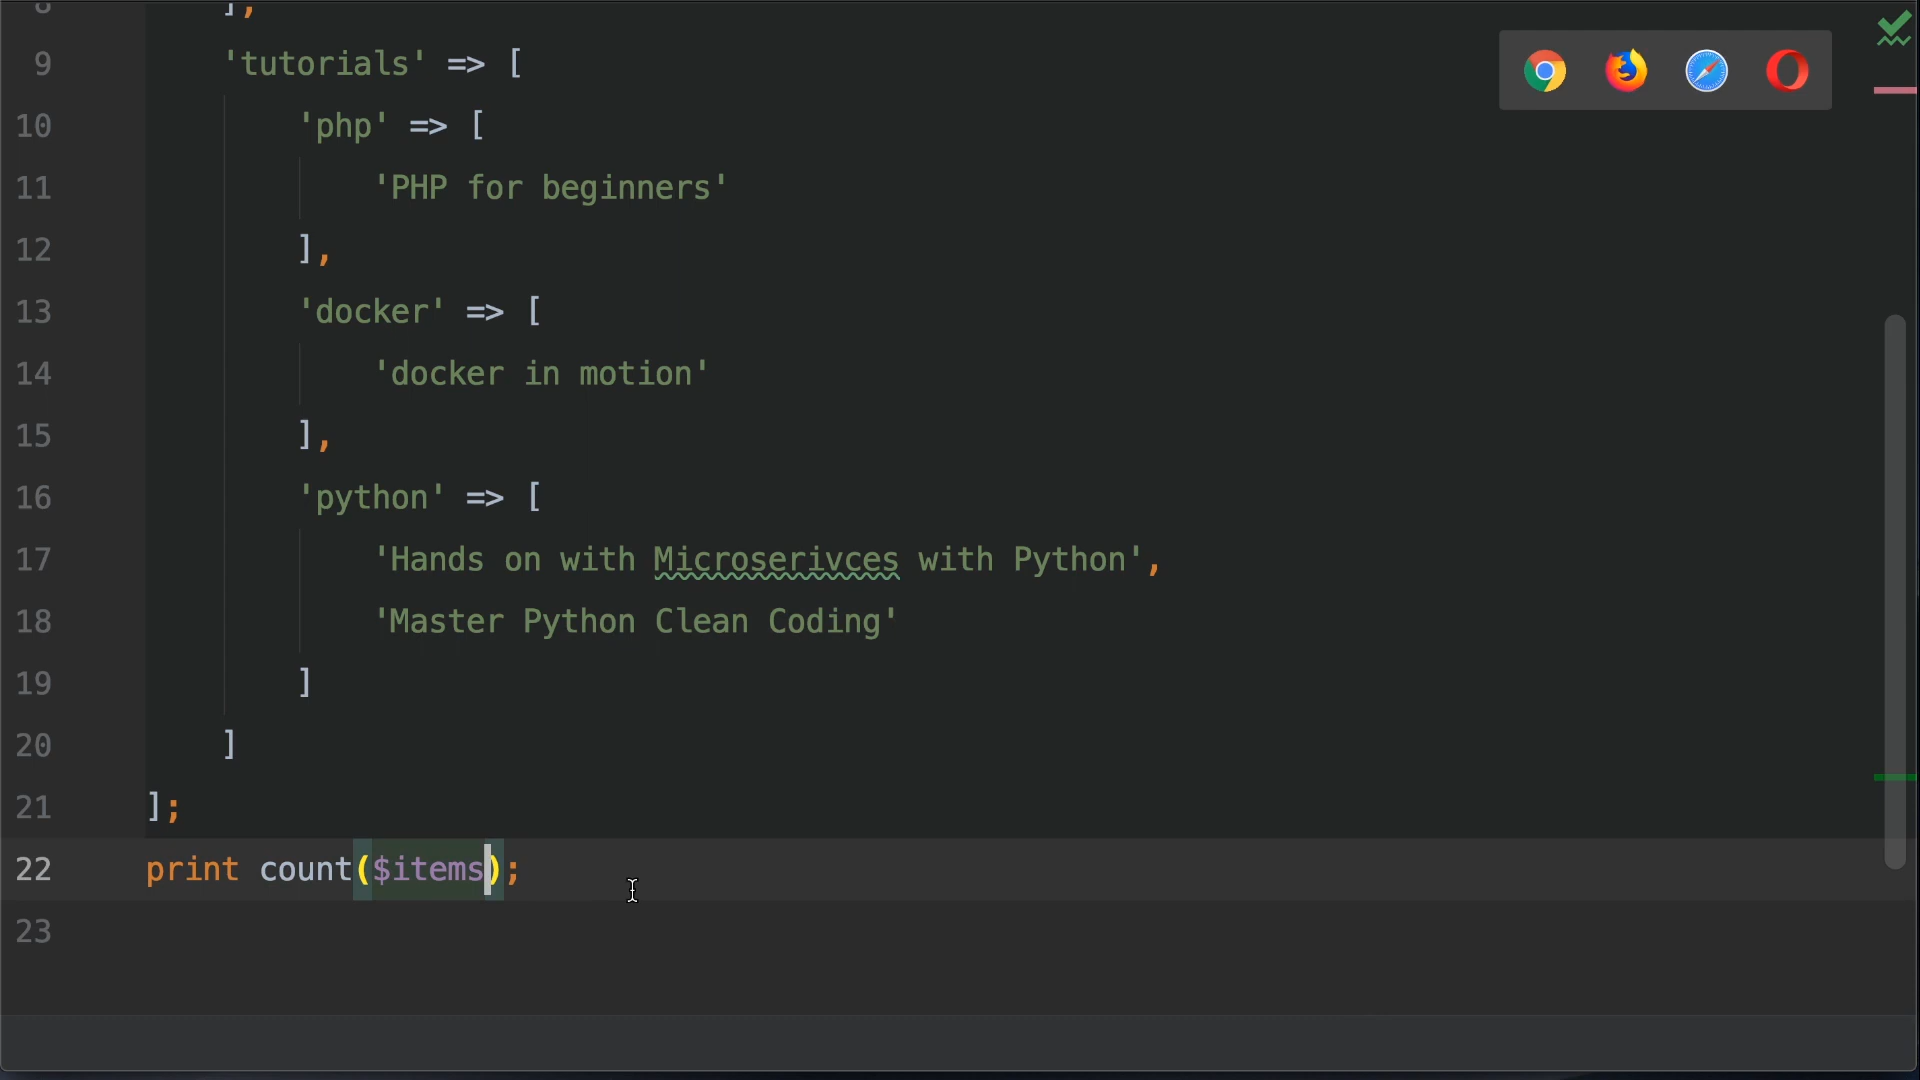 8 ],
9 'tutorials' => [
10 'php' => [
11 'PHP for beginners'
12 ],
13 'docker' => [
14 'docker in motion'
15 ],
16 'python' => [
17 'Hands on with Microserivces with Python',
18 'Master Python Clean Coding'
19 ]
20 ]
21 ];
22 print count($items);
23